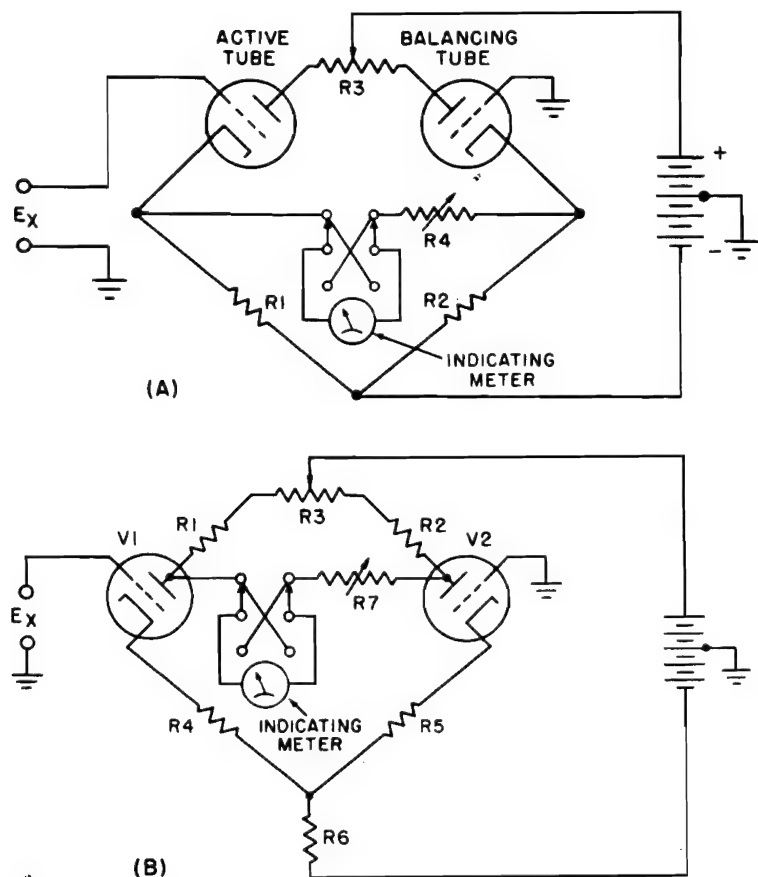 ACTIVE
TUBE
BALANCING
TUBE
R3
+
EX
R4
-
R1
R2
INDICATING
METER
(A)
R1
R3
R2
V1
V2
EX
R7
R4
INDICATING
METER
R5
R6
(B)